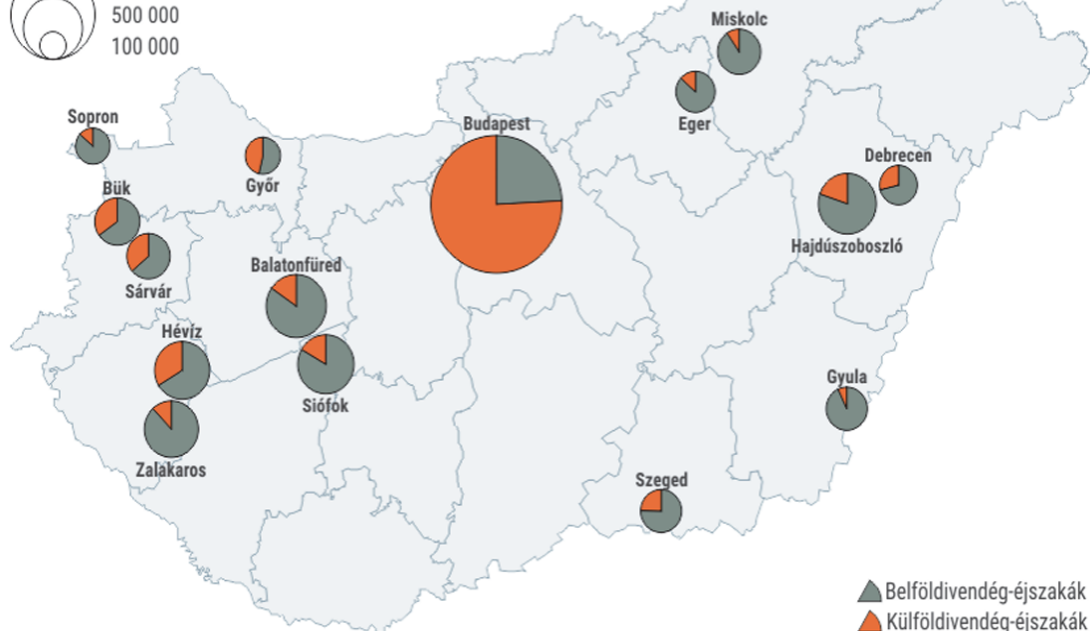 500 000
100 000
Miskolc
Sopron
Budapest
Eger
Győr
Debrecen
Bük
Hajdúszoboszló
Balatonfüred
Sárvár
Hévíz
Gyula
Siófok
Zalakaros
Szeged
Belföldivendég-éjszakák
Külföldivendég-éjszakák